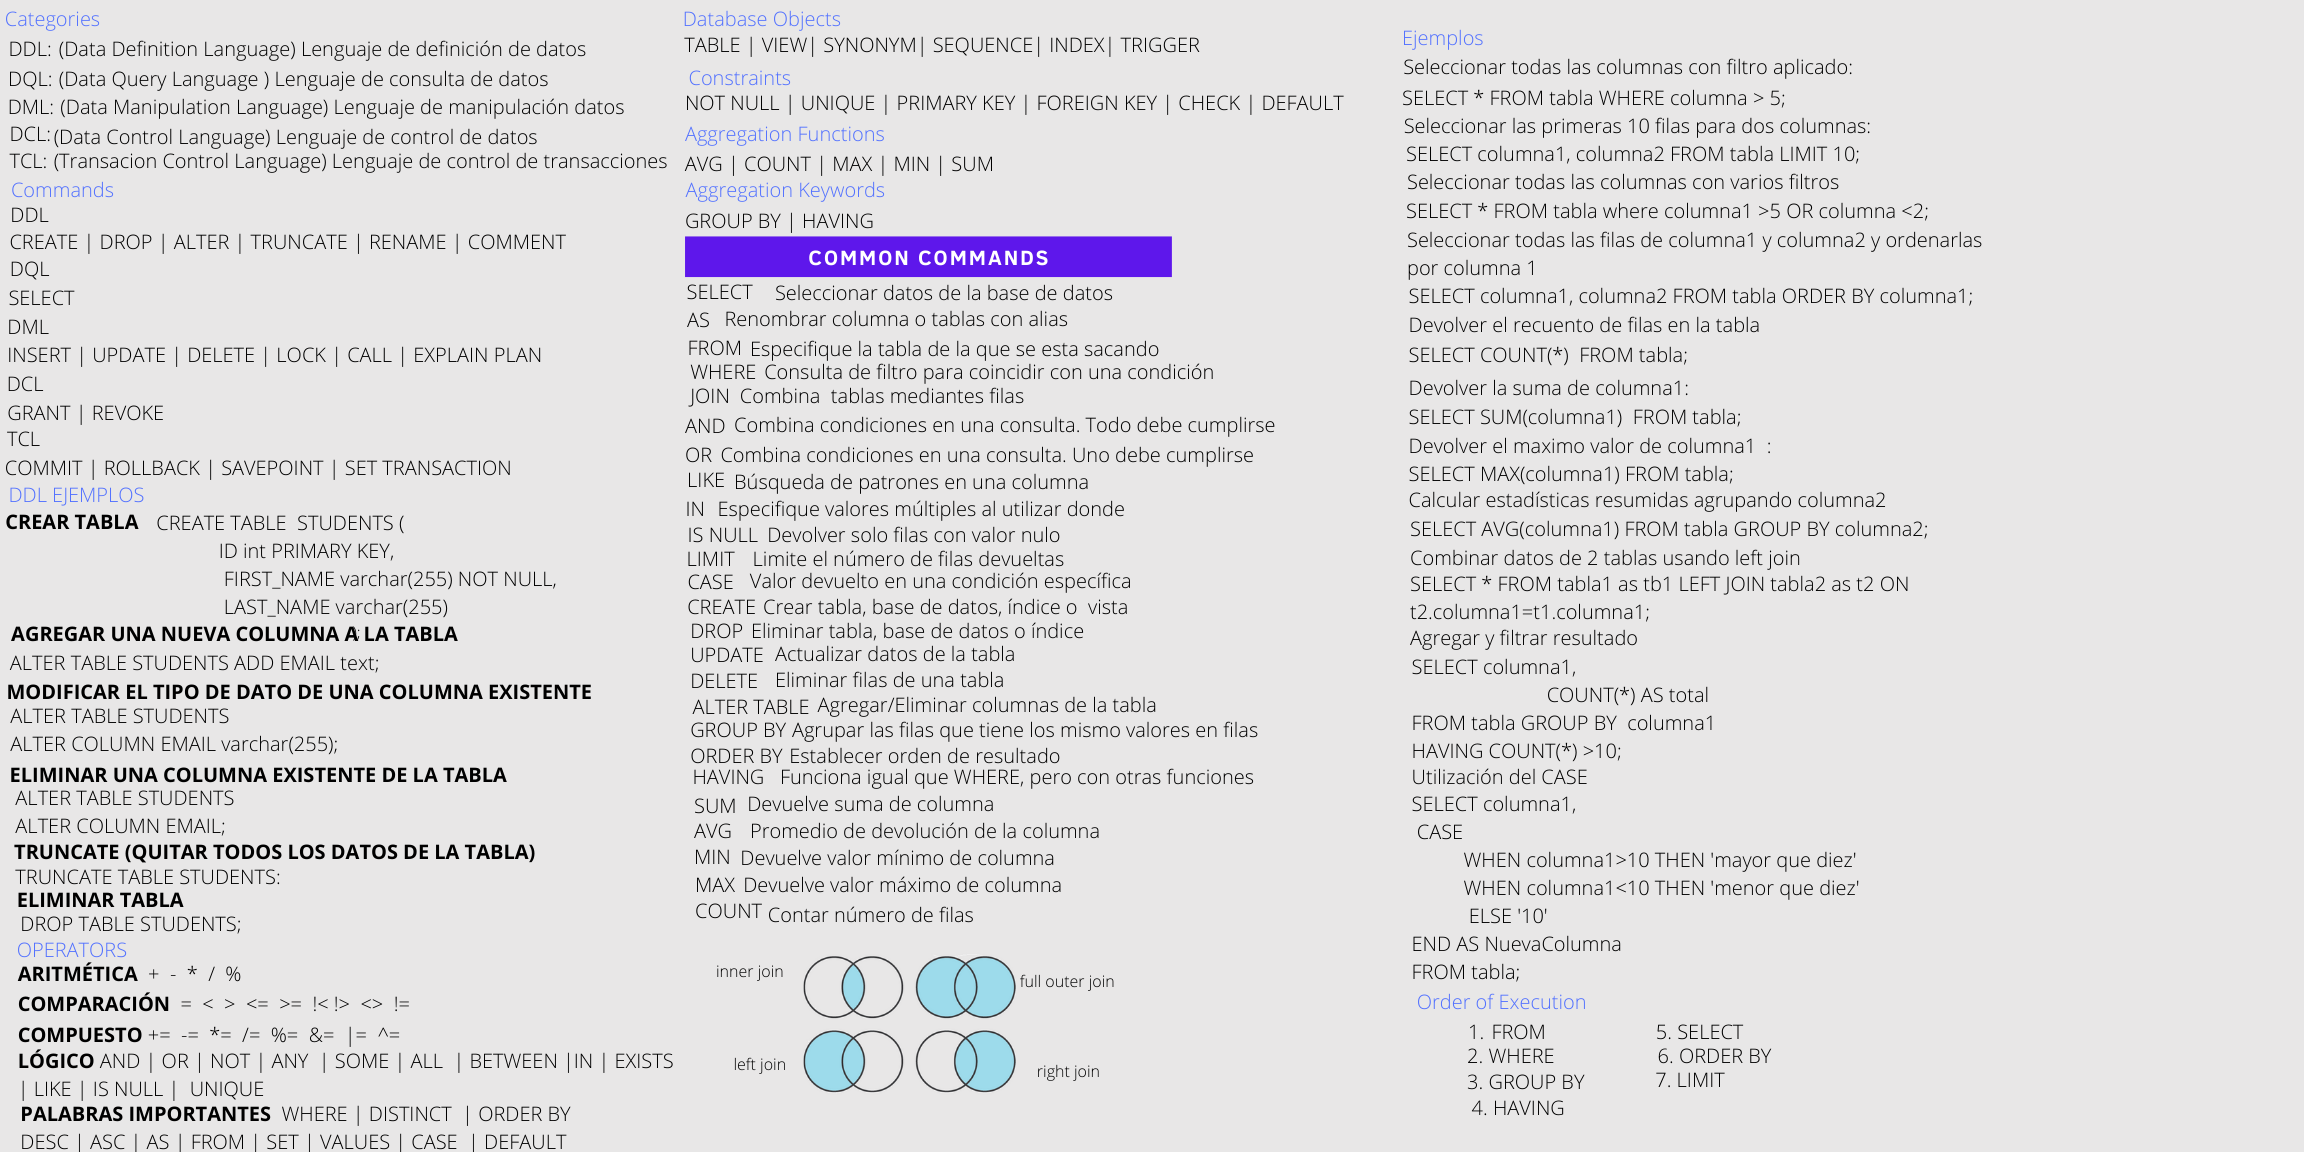 Categories
DDL: (Data Definition Language) Lenguaje de definición de datos
DQL: (Data Query Language ) Lenguaje de consulta de datos
DML: (Data Manipulation Language) Lenguaje de manipulación datos
DCL: (Data Control Language) Lenguaje de control de datos
TCL: (Transacion Control Language) Lenguaje de control de transacciones
Commands
DDL
CREATE | DROP | ALTER | TRUNCATE | RENAME | COMMENT
DQL
SELECT
DML
INSERT | UPDATE | DELETE | LOCK | CALL | EXPLAIN PLAN
DCL
GRANT | REVOKE
TCL
COMMIT | ROLLBACK | SAVEPOINT | SET TRANSACTION
DDL EJEMPLOS
CREAR TABLA CREATE TABLE STUDENTS (
ID int PRIMARY KEY,
FIRST_NAME varchar(255) NOT NULL,
LAST_NAME varchar(255)
AGREGAR UNA NUEVA COLUMNA A LA TABLA
ALTER TABLE STUDENTS ADD EMAIL text;
MODIFICAR EL TIPO DE DATO DE UNA COLUMNA EXISTENTE
ALTER TABLE STUDENTS
ALTER COLUMN EMAIL varchar(255);
ELIMINAR UNA COLUMNA EXISTENTE DE LA TABLA
ALTER TABLE STUDENTS
ALTER COLUMN EMAIL;
TRUNCATE (QUITAR TODOS LOS DATOS DE LA TABLA)
TRUNCATE TABLE STUDENTS:
ELIMINAR TABLA
DROP TABLE STUDENTS;
OPERATORS
ARITMÉTICA + - * / %
COMPARACIÓN = < > <= >= !< !> <> !=
COMPUESTO += -= *= /= %= &= |= ^=
LÓGICO AND | OR | NOT | ANY | SOME | ALL | BETWEEN |IN | EXISTS
| LIKE | IS NULL | UNIQUE
PALABRAS IMPORTANTES WHERE | DISTINCT | ORDER BY
DESC | ASC | AS | FROM | SET | VALUES | CASE | DEFAULT
Database Objects
TABLE | VIEW| SYNONYM| SEQUENCE| INDEX| TRIGGER
Constraints
NOT NULL | UNIQUE | PRIMARY KEY | FOREIGN KEY | CHECK | DEFAULT
Aggregation Functions
AVG | COUNT | MAX | MIN | SUM
Aggregation Keywords
GROUP BY | HAVING
COMMON COMMANDS
SELECT Seleccionar datos de la base de datos
AS Renombrar columna o tablas con alias
FROM Especifique la tabla de la que se esta sacando
WHERE Consulta de filtro para coincidir con una condición
JOIN Combina tablas mediantes filas
AND Combina condiciones en una consulta. Todo debe cumplirse
OR Combina condiciones en una consulta. Uno debe cumplirse
LIKE Búsqueda de patrones en una columna
IN Especifique valores múltiples al utilizar donde
IS NULL Devolver solo filas con valor nulo
LIMIT Limite el número de filas devueltas
CASE Valor devuelto en una condición específica
CREATE Crear tabla, base de datos, índice o vista
DROP Eliminar tabla, base de datos o índice
UPDATE Actualizar datos de la tabla
DELETE Eliminar filas de una tabla
ALTER TABLE Agregar/Eliminar columnas de la tabla
GROUP BY Agrupar las filas que tiene los mismo valores en filas
ORDER BY Establecer orden de resultado
HAVING Funciona igual que WHERE, pero con otras funciones
SUM Devuelve suma de columna
AVG Promedio de devolución de la columna
MIN Devuelve valor mínimo de columna
MAX Devuelve valor máximo de columna
COUNT Contar número de filas
inner join
full outer join
left join
right join
Ejemplos
Seleccionar todas las columnas con filtro aplicado:
SELECT * FROM tabla WHERE columna > 5;
Seleccionar las primeras 10 filas para dos columnas:
SELECT columna1, columna2 FROM tabla LIMIT 10;
Seleccionar todas las columnas con varios filtros
SELECT * FROM tabla where columna1 >5 OR columna <2;
Seleccionar todas las filas de columna1 y columna2 y ordenarlas
por columna 1
SELECT columna1, columna2 FROM tabla ORDER BY columna1;
Devolver el recuento de filas en la tabla
SELECT COUNT(*) FROM tabla;
Devolver la suma de columna1:
SELECT SUM(columna1) FROM tabla;
Devolver el maximo valor de columna1 :
SELECT MAX(columna1) FROM tabla;
Calcular estadísticas resumidas agrupando columna2
SELECT AVG(columna1) FROM tabla GROUP BY columna2;
Combinar datos de 2 tablas usando left join
SELECT * FROM tabla1 as tb1 LEFT JOIN tabla2 as t2 ON
t2.columna1=t1.columna1;
Agregar y filtrar resultado
SELECT columna1,
COUNT(*) AS total
FROM tabla GROUP BY columna1
HAVING COUNT(*) >10;
Utilización del CASE
SELECT columna1,
CASE
WHEN columna1>10 THEN 'mayor que diez'
WHEN columna1<10 THEN 'menor que diez'
ELSE '10'
END AS NuevaColumna
FROM tabla;
Order of Execution
1. FROM
2. WHERE
3. GROUP BY
4. HAVING
5. SELECT
6. ORDER BY
7. LIMIT